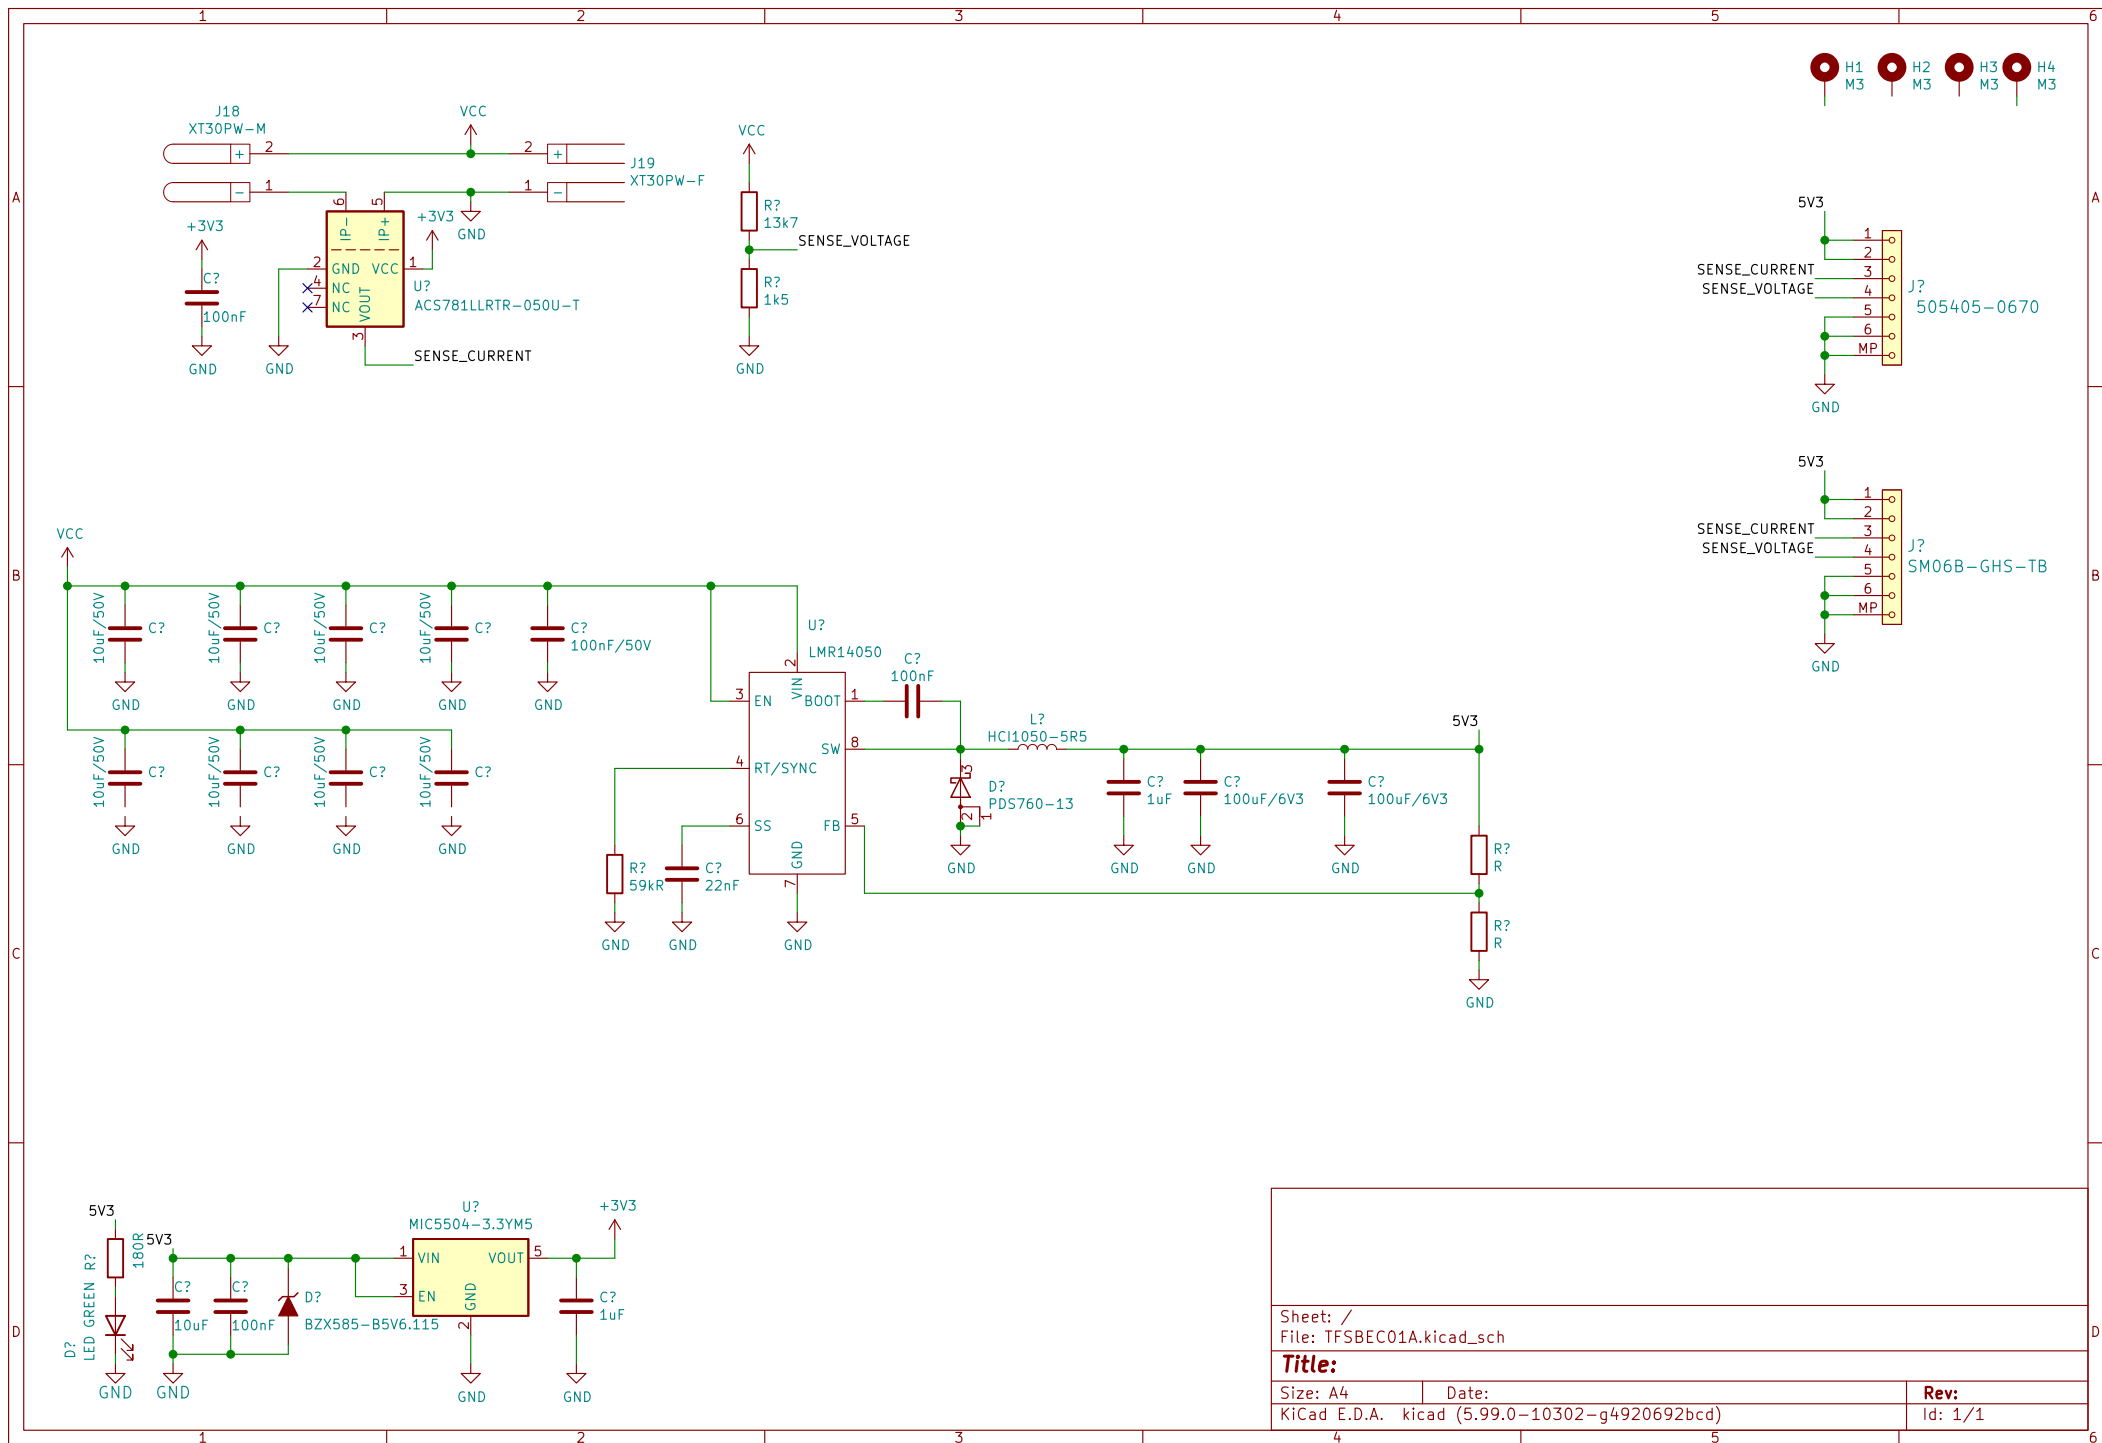 1 2 3 4 5 6
H1
M3
H2
M3
H3
M3
H4
M3
A A
J18
XT30PW-M
+ 2
- 1
VCC
2 +
1 -
J19
XT30PW-F
GND
+3V3
C?
100nF
GND
6 5
IP- IP+
2 GND VCC 1
4 NC
7 NC
VOUT
3
+3V3
U?
ACS781LLRTR-050U-T
GND
SENSE_CURRENT
VCC
R?
13k7
SENSE_VOLTAGE
R?
1k5
GND
5V3
1
2
SENSE_CURRENT 3
SENSE_VOLTAGE 4
5
6
MP
J?
505405-0670
GND
B B
5V3
1
2
SENSE_CURRENT 3
SENSE_VOLTAGE 4
5
6
MP
J?
SM06B-GHS-TB
GND
VCC
10uF/50V C?
10uF/50V C?
10uF/50V C?
10uF/50V C?
C?
100nF/50V
GND GND GND GND GND
10uF/50V C?
10uF/50V C?
10uF/50V C?
10uF/50V C?
GND GND GND GND
U?
LMR14050
2
VIN
3 EN BOOT 1
SW 8
4 RT/SYNC
6 SS FB 5
GND
7
GND
R?
59kR
GND
C?
22nF
GND
C?
100nF
L?
HCI1050-5R5
3
D?
PDS760-13
2 1
GND
C?
1uF
GND
C?
100uF/6V3
GND
C?
100uF/6V3
GND
5V3
R?
R
R?
R
GND
C C
5V3
R?
180R
D?
LED GREEN
GND
5V3
C?
10uF
C?
100nF
D?
BZX585-B5V6.115
GND
U?
MIC5504-3.3YM5
1 VIN VOUT 5
3 EN
GND
2
GND
+3V3
C?
1uF
GND
D D
Sheet: /
File: TFSBEC01A.kicad_sch
Title:
Size: A4 Date: Rev:
KiCad E.D.A. kicad (5.99.0-10302-g4920692bcd) Id: 1/1
1 2 3 4 5 6